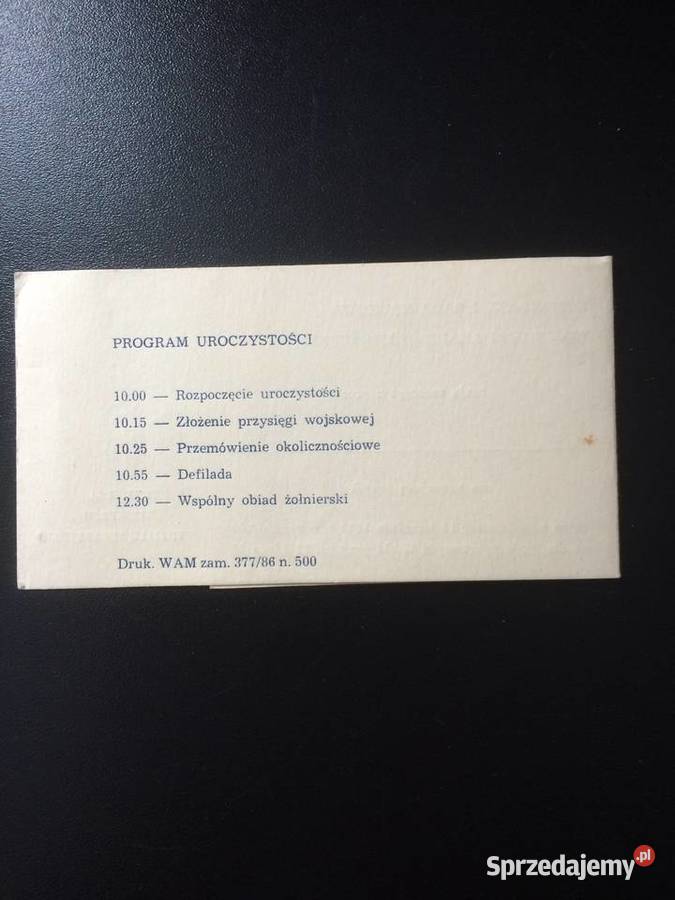 PROGRAM UROCZYSTOŚCI
10.00 — Rozpoczęcie uroczystości
10.15 — Złożenie przysięgi wojskowej
10.25 — Przemówienie okolicznościowe
10.55 — Defilada
12.30 — Wspólny obiad żołnierski
Druk. WAM zam. 377/86 n. 500
Sprzedajemy.pl